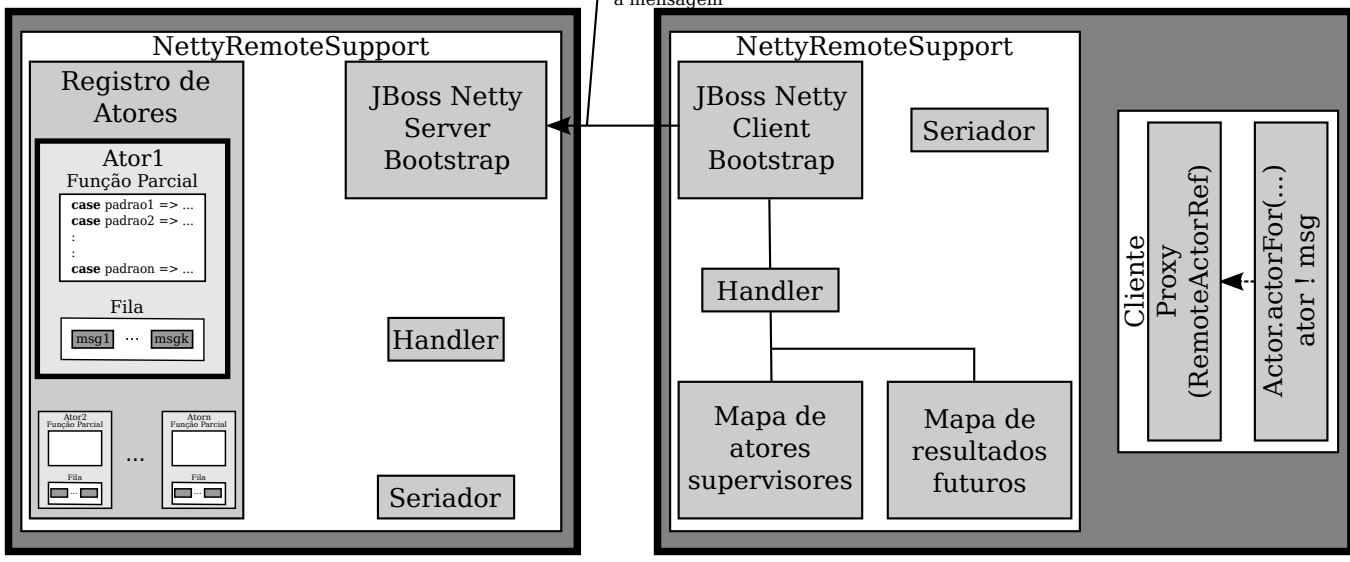 a mensagem
NettyRemoteSupport
Registro de
Atores
Ator1
Função Parcial
case padrao1 => ...
case padrao2 => ...
:
:
case padraon => ...
Fila
msg1 ... msgk
Ator2
Função Parcial
Fila
...
...
Atorn
Função Parcial
Fila
...
JBoss Netty
Server
Bootstrap
Handler
Seriador
NettyRemoteSupport
JBoss Netty
Client
Bootstrap
Seriador
Handler
Mapa de
atores
supervisores
Mapa de
resultados
futuros
Cliente
Proxy
(RemoteActorRef)
Actor.actorFor(...)
ator ! msg